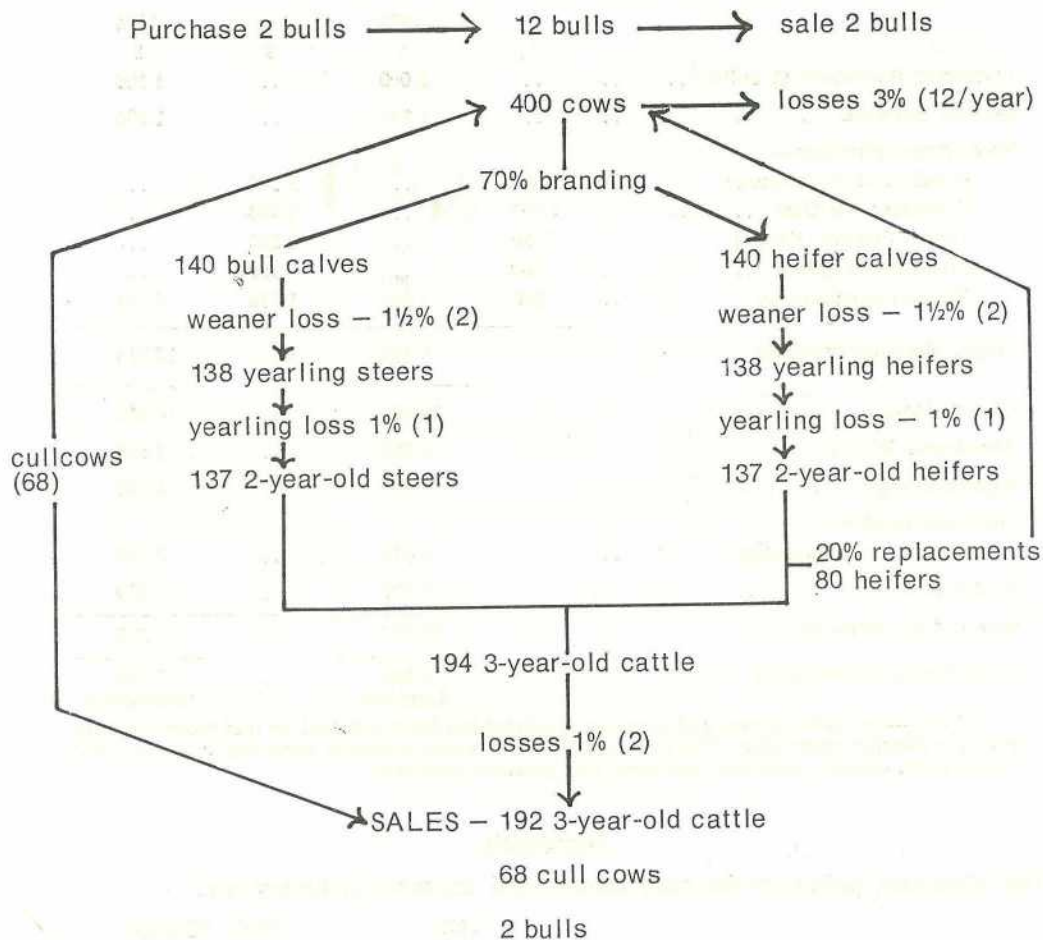 Purchase 2 bulls 12 bulls sale 2 bulls
400 cows losses 3% (12/year)
70% branding
140 bull calves 140 heifer calves
weaner loss – 1½% (2) weaner loss – 1½% (2)
138 yearling steers 138 yearling heifers
yearling loss 1% (1) yearling loss – 1% (1)
cullcows
(68)
137 2-year-old steers 137 2-year-old heifers
20% replacements
80 heifers
194 3-year-old cattle
losses 1% (2)
SALES – 192 3-year-old cattle
68 cull cows
2 bulls